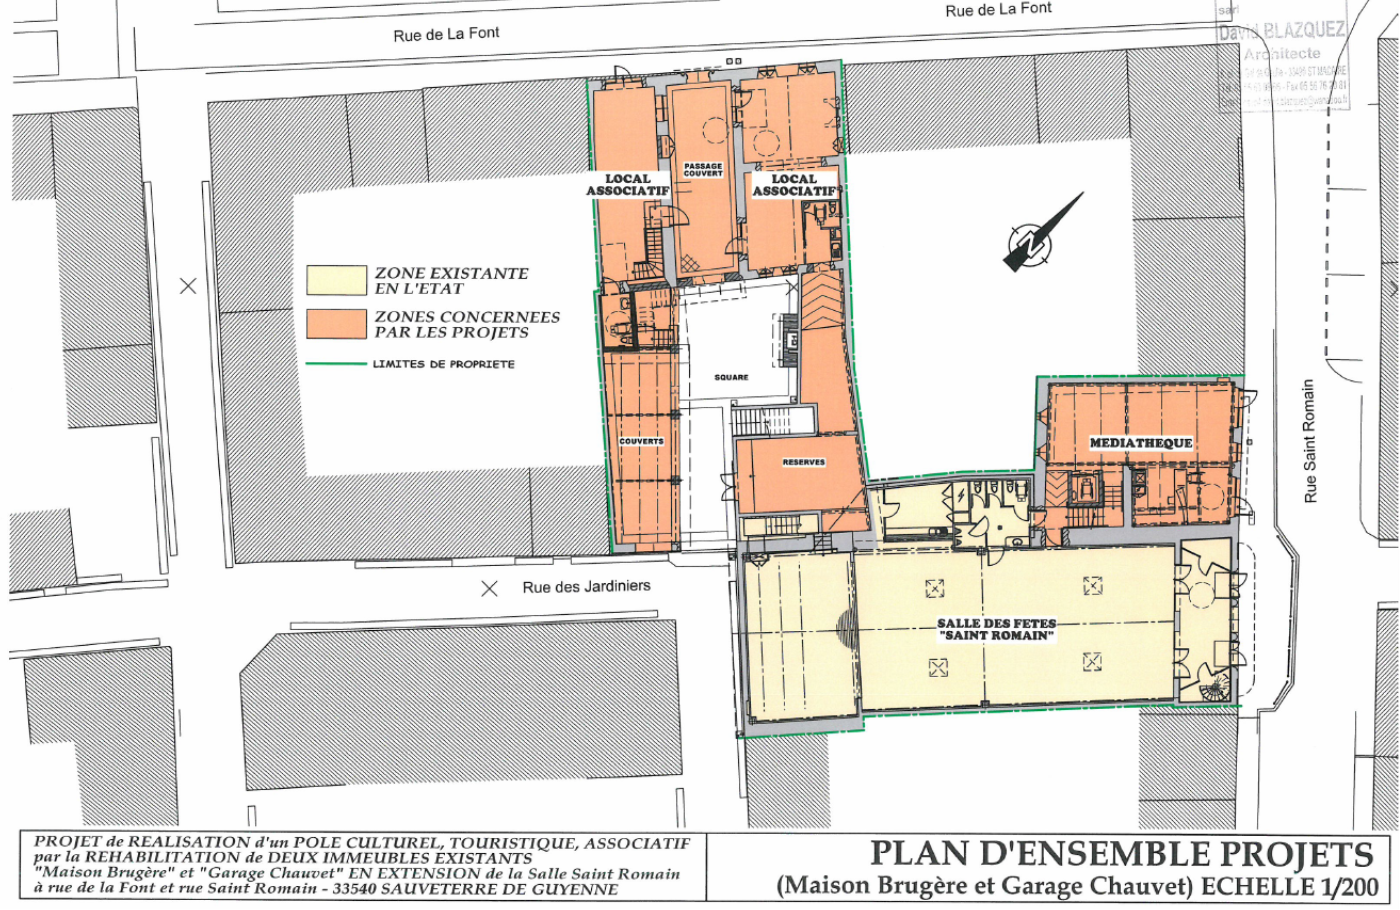 Rue de La Font
Rue de La Font
sarl
David BLAZQUEZ
Architecte
LOCAL
ASSOCIATIF
PASSAGE
COUVERT
LOCAL
ASSOCIATIF
ZONE EXISTANTE
EN L'ETAT
ZONES CONCERNEES
PAR LES PROJETS
LIMITES DE PROPRIETE
N
SQUARE
COUVERTS
RESERVES
MEDIATHEQUE
Rue Saint Romain
Rue des Jardiniers
SALLE DES FETES
"SAINT ROMAIN"
PROJET de REALISATION d'un POLE CULTUREL, TOURISTIQUE, ASSOCIATIF
par la REHABILITATION de DEUX IMMEUBLES EXISTANTS
"Maison Brugère" et "Garage Chauvet" EN EXTENSION de la Salle Saint Romain
à rue de la Font et rue Saint Romain - 33540 SAUVETERRE DE GUYENNE
PLAN D'ENSEMBLE PROJETS
(Maison Brugère et Garage Chauvet) ECHELLE 1/200